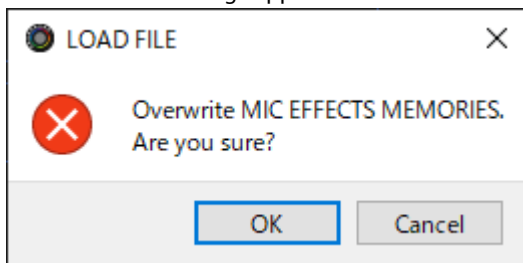 LOAD FILE
Overwrite MIC EFFECTS MEMORIES.
Are you sure?
OK
Cancel